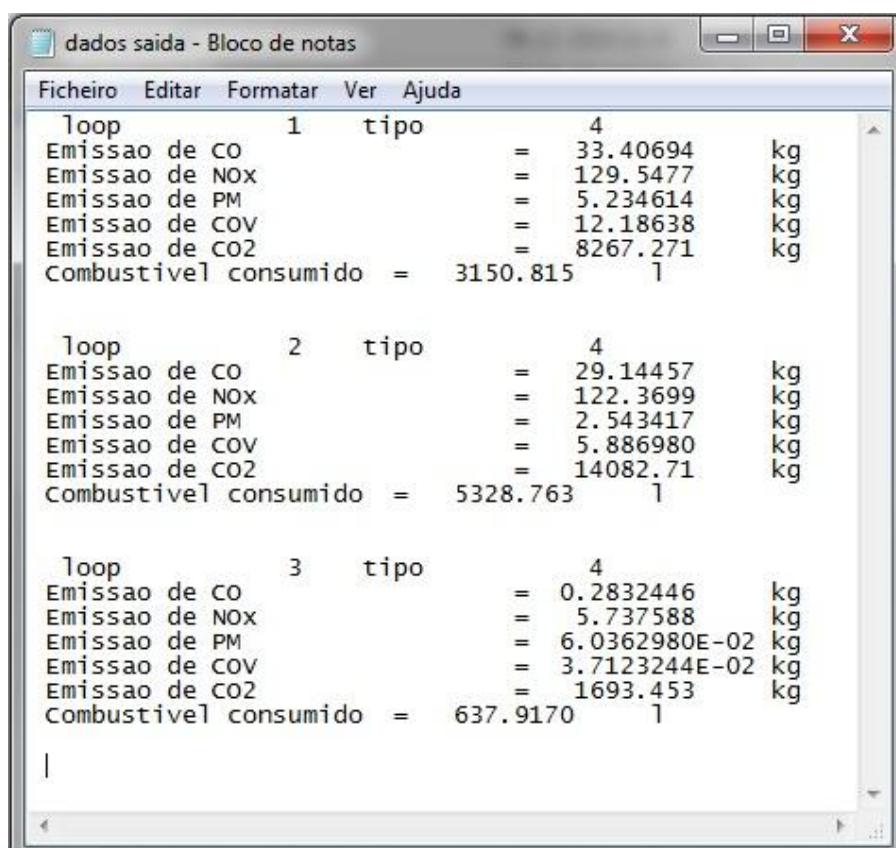 dados saida - Bloco de notas
Ficheiro Editar Formatar Ver Ajuda
loop 1 tipo 4
Emissao de CO = 33.40694 kg
Emissao de NOx = 129.5477 kg
Emissao de PM = 5.234614 kg
Emissao de COV = 12.18638 kg
Emissao de CO2 = 8267.271 kg
Combustivel consumido = 3150.815 l
loop 2 tipo 4
Emissao de CO = 29.14457 kg
Emissao de NOx = 122.3699 kg
Emissao de PM = 2.543417 kg
Emissao de COV = 5.886980 kg
Emissao de CO2 = 14082.71 kg
Combustivel consumido = 5328.763 l
loop 3 tipo 4
Emissao de CO = 0.2832446 kg
Emissao de NOx = 5.737588 kg
Emissao de PM = 6.0362980E-02 kg
Emissao de COV = 3.7123244E-02 kg
Emissao de CO2 = 1693.453 kg
Combustivel consumido = 637.9170 l